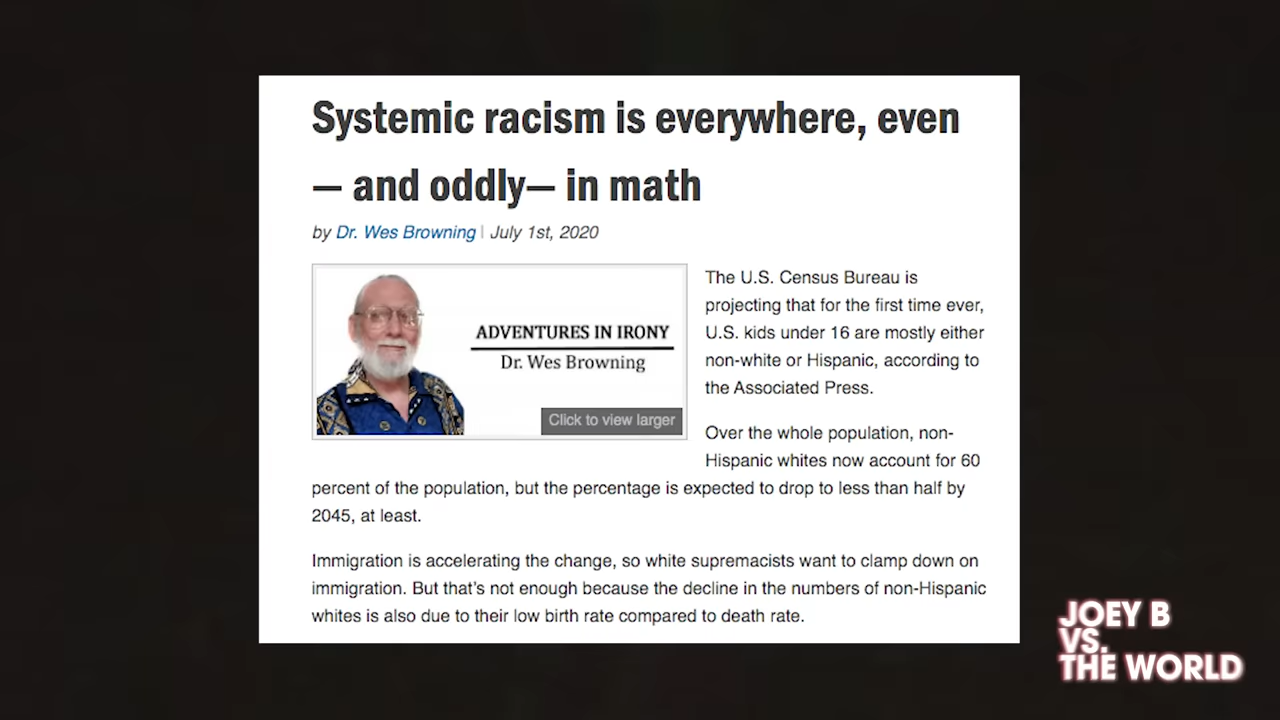 Systemic racism is everywhere, even
— and oddly— in math
by Dr. Wes Browning | July 1st, 2020
ADVENTURES IN IRONY
Dr. Wes Browning
Click to view larger
The U.S. Census Bureau is
projecting that for the first time ever,
U.S. kids under 16 are mostly either
non-white or Hispanic, according to
the Associated Press.
Over the whole population, non-
Hispanic whites now account for 60
percent of the population, but the percentage is expected to drop to less than half by
2045, at least.
Immigration is accelerating the change, so white supremacists want to clamp down on
immigration. But that's not enough because the decline in the numbers of non-Hispanic
whites is also due to their low birth rate compared to death rate.
JOEY B
VS.
THE WORLD